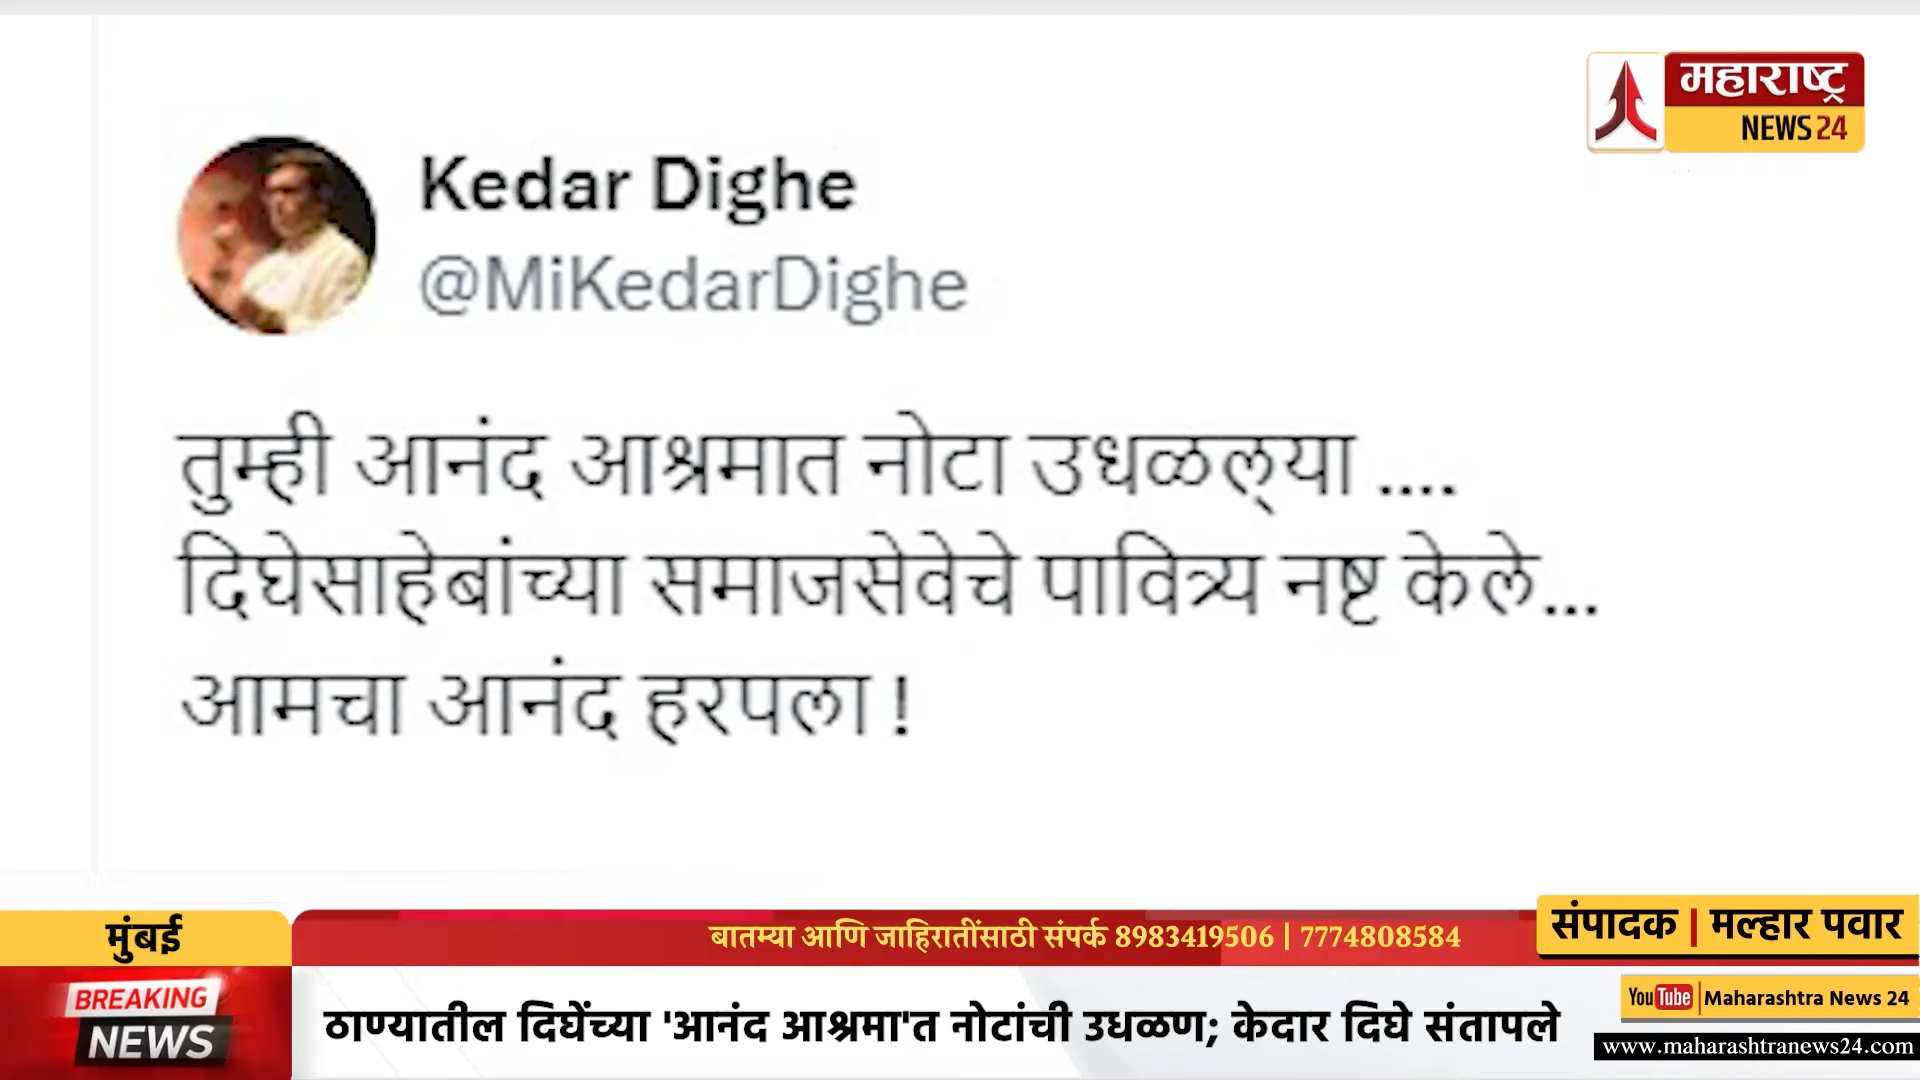 महाराष्ट्र
NEWS 24
Kedar Dighe
@MiKedarDighe
तुम्ही आनंद आश्रमात नोटा उधळल्‌या ....
दिघेसाहेबांच्या समाजसेवेचे पावित्र्य नष्ट केले...
आमचा आनंद हरपला !
मुंबई
बातम्या आणि जाहिरातींसाठी संपर्क 8983419506 | 7774808584
संपादक | मल्हार पवार
BREAKING
NEWS
ठाण्यातील दिघेंच्या 'आनंद आश्रमा'त नोटांची उधळण; केदार दिघे संतापले
YouTube | Maharashtra News 24
www.maharashtranews24.com